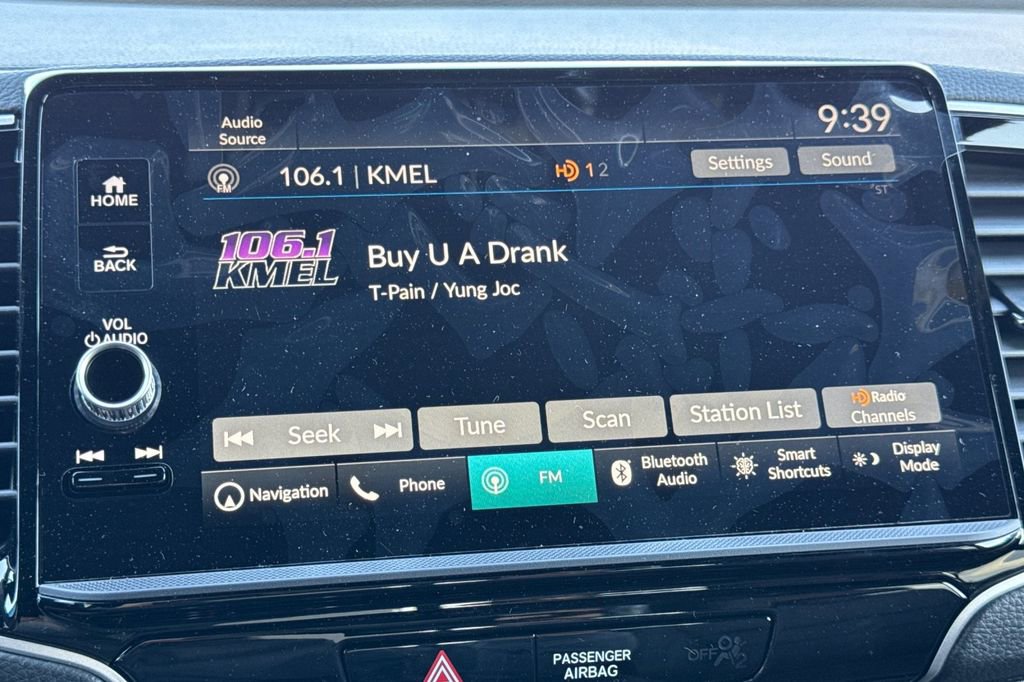 Audio
Source
9:39
FM
106.1 | KMEL
HD 1 2
Settings
Sound
ST
HOME
BACK
106.1
KMEL
Buy U A Drank
T-Pain / Yung Joc
VOL
AUDIO
Seek
Tune
Scan
Station List
HD Radio
Channels
Navigation
Phone
FM
Bluetooth
Audio
Smart
Shortcuts
Display
Mode
PASSENGER
AIRBAG
OFF
2